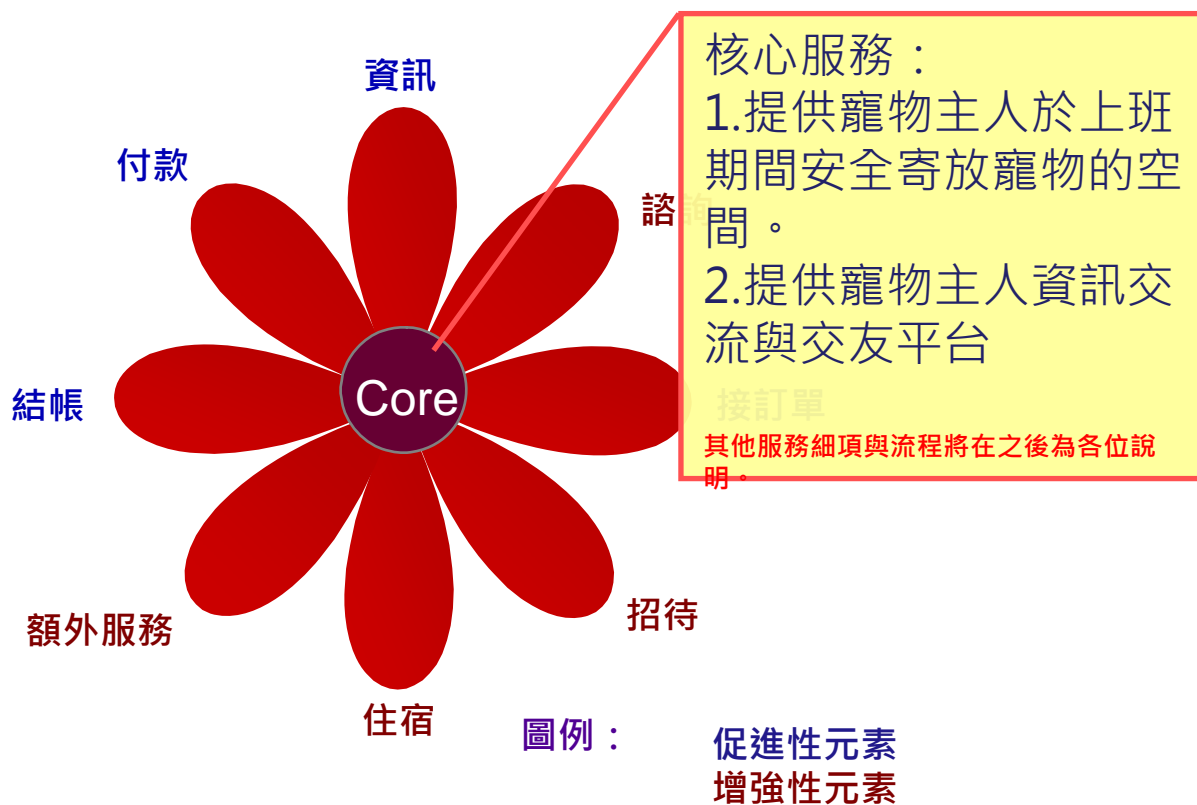 資訊
付款
諮詢
結帳
Core
接訂單
額外服務
招待
住宿
核心服務：
1.提供寵物主人於上班
期間安全寄放寵物的空
間。
2.提供寵物主人資訊交
流與交友平台
其他服務細項與流程將在之後為各位說
明。
圖例：
促進性元素
增強性元素